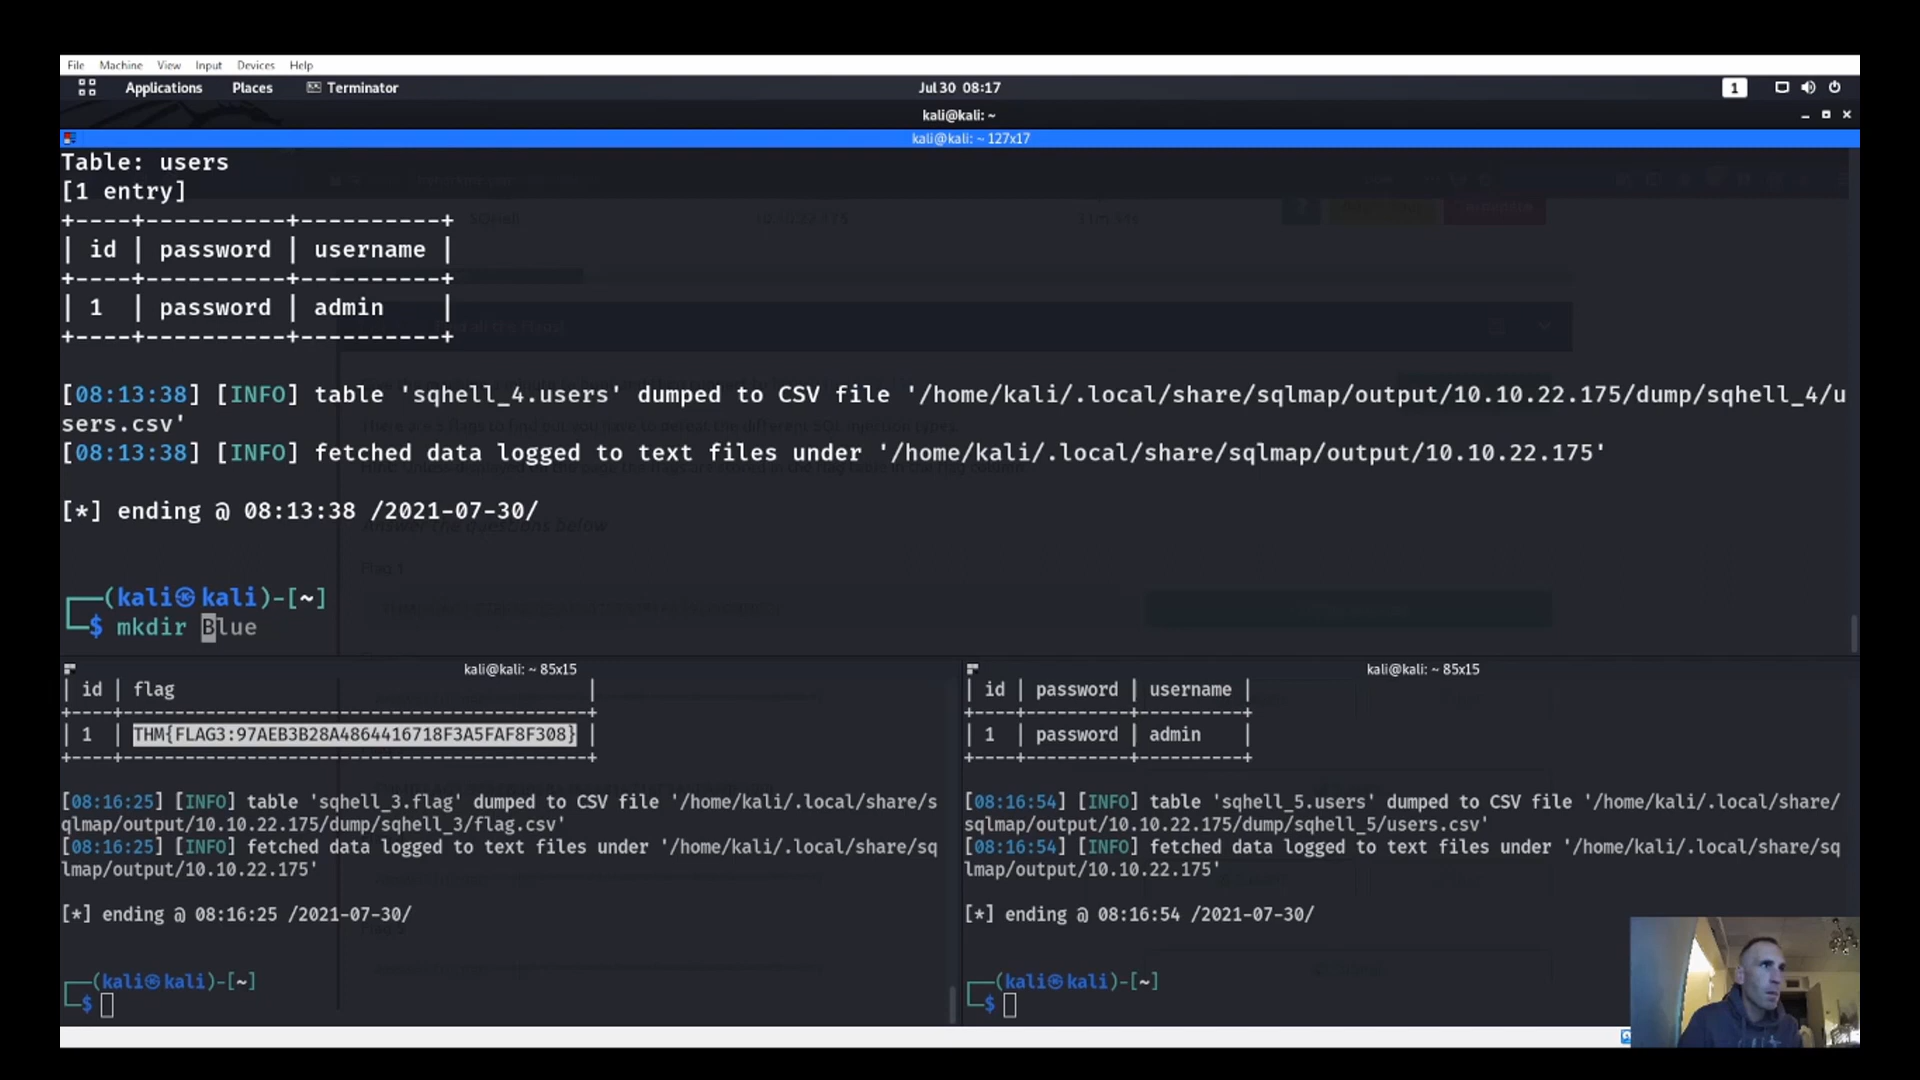 File Machine View Input Devices Help
Applications Places Terminator Jul 30 08:17 1
kali@kali: ~
kali@kali: ~ 127x17
Table: users
[1 entry]
+----+----------+----------+
| id | password | username |
+----+----------+----------+
| 1 | password | admin |
+----+----------+----------+
[08:13:38] [INFO] table 'sqhell_4.users' dumped to CSV file '/home/kali/.local/share/sqlmap/output/10.10.22.175/dump/sqhell_4/u
sers.csv'
[08:13:38] [INFO] fetched data logged to text files under '/home/kali/.local/share/sqlmap/output/10.10.22.175'
[*] ending @ 08:13:38 /2021-07-30/
Answer the questions below
Flag 1
┌──(kali㉿kali)-[~]
└─$ mkdir Blue
kali@kali: ~ 85x15
| id | flag |
+----+-----------------------------------------+
| 1 | THM{FLAG3:97AEB3B28A4864416718F3A5FAF8F308} |
+----+-----------------------------------------+
[08:16:25] [INFO] table 'sqhell_3.flag' dumped to CSV file '/home/kali/.local/share/s
qlmap/output/10.10.22.175/dump/sqhell_3/flag.csv'
[08:16:25] [INFO] fetched data logged to text files under '/home/kali/.local/share/sq
lmap/output/10.10.22.175'
[*] ending @ 08:16:25 /2021-07-30/
┌──(kali㉿kali)-[~]
└─$
kali@kali: ~ 85x15
| id | password | username |
+----+----------+----------+
| 1 | password | admin |
+----+----------+----------+
[08:16:54] [INFO] table 'sqhell_5.users' dumped to CSV file '/home/kali/.local/share/
sqlmap/output/10.10.22.175/dump/sqhell_5/users.csv'
[08:16:54] [INFO] fetched data logged to text files under '/home/kali/.local/share/sq
lmap/output/10.10.22.175'
[*] ending @ 08:16:54 /2021-07-30/
┌──(kali㉿kali)-[~]
└─$